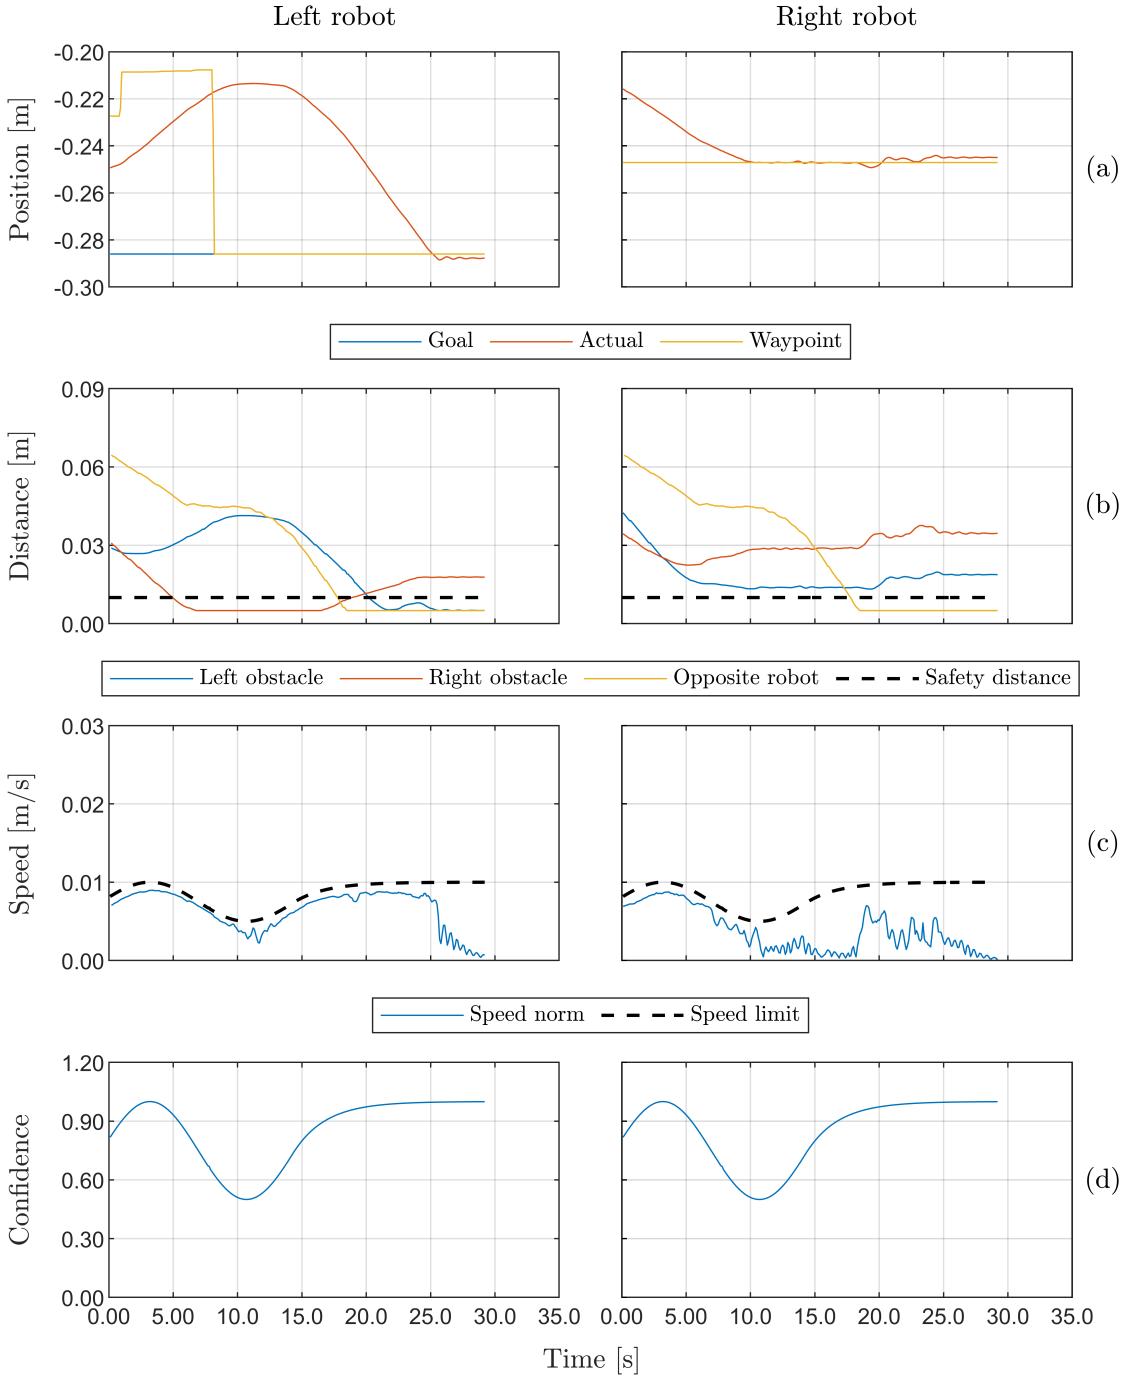 Left robot
Right robot
Position [m]
-0.20
-0.22
-0.24
-0.26
-0.28
-0.30
(a)
Goal Actual Waypoint
Distance [m]
0.09
0.06
0.03
0.00
(b)
Left obstacle Right obstacle Opposite robot Safety distance
Speed [m/s]
0.03
0.02
0.01
0.00
(c)
Speed norm Speed limit
Confidence
1.20
0.90
0.60
0.30
0.00
(d)
0.00 5.00 10.0 15.0 20.0 25.0 30.0 35.0
0.00 5.00 10.0 15.0 20.0 25.0 30.0 35.0
Time [s]